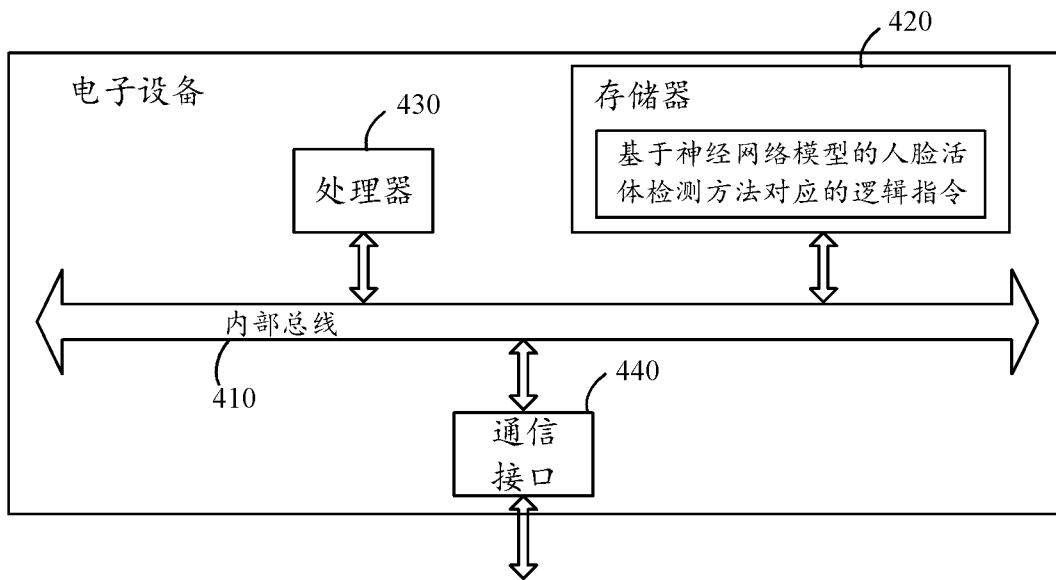 420
电子设备
存储器
430
基于神经网络模型的人脸活
体检测方法对应的逻辑指令
处理器
内部总线
410
440
通信
接口